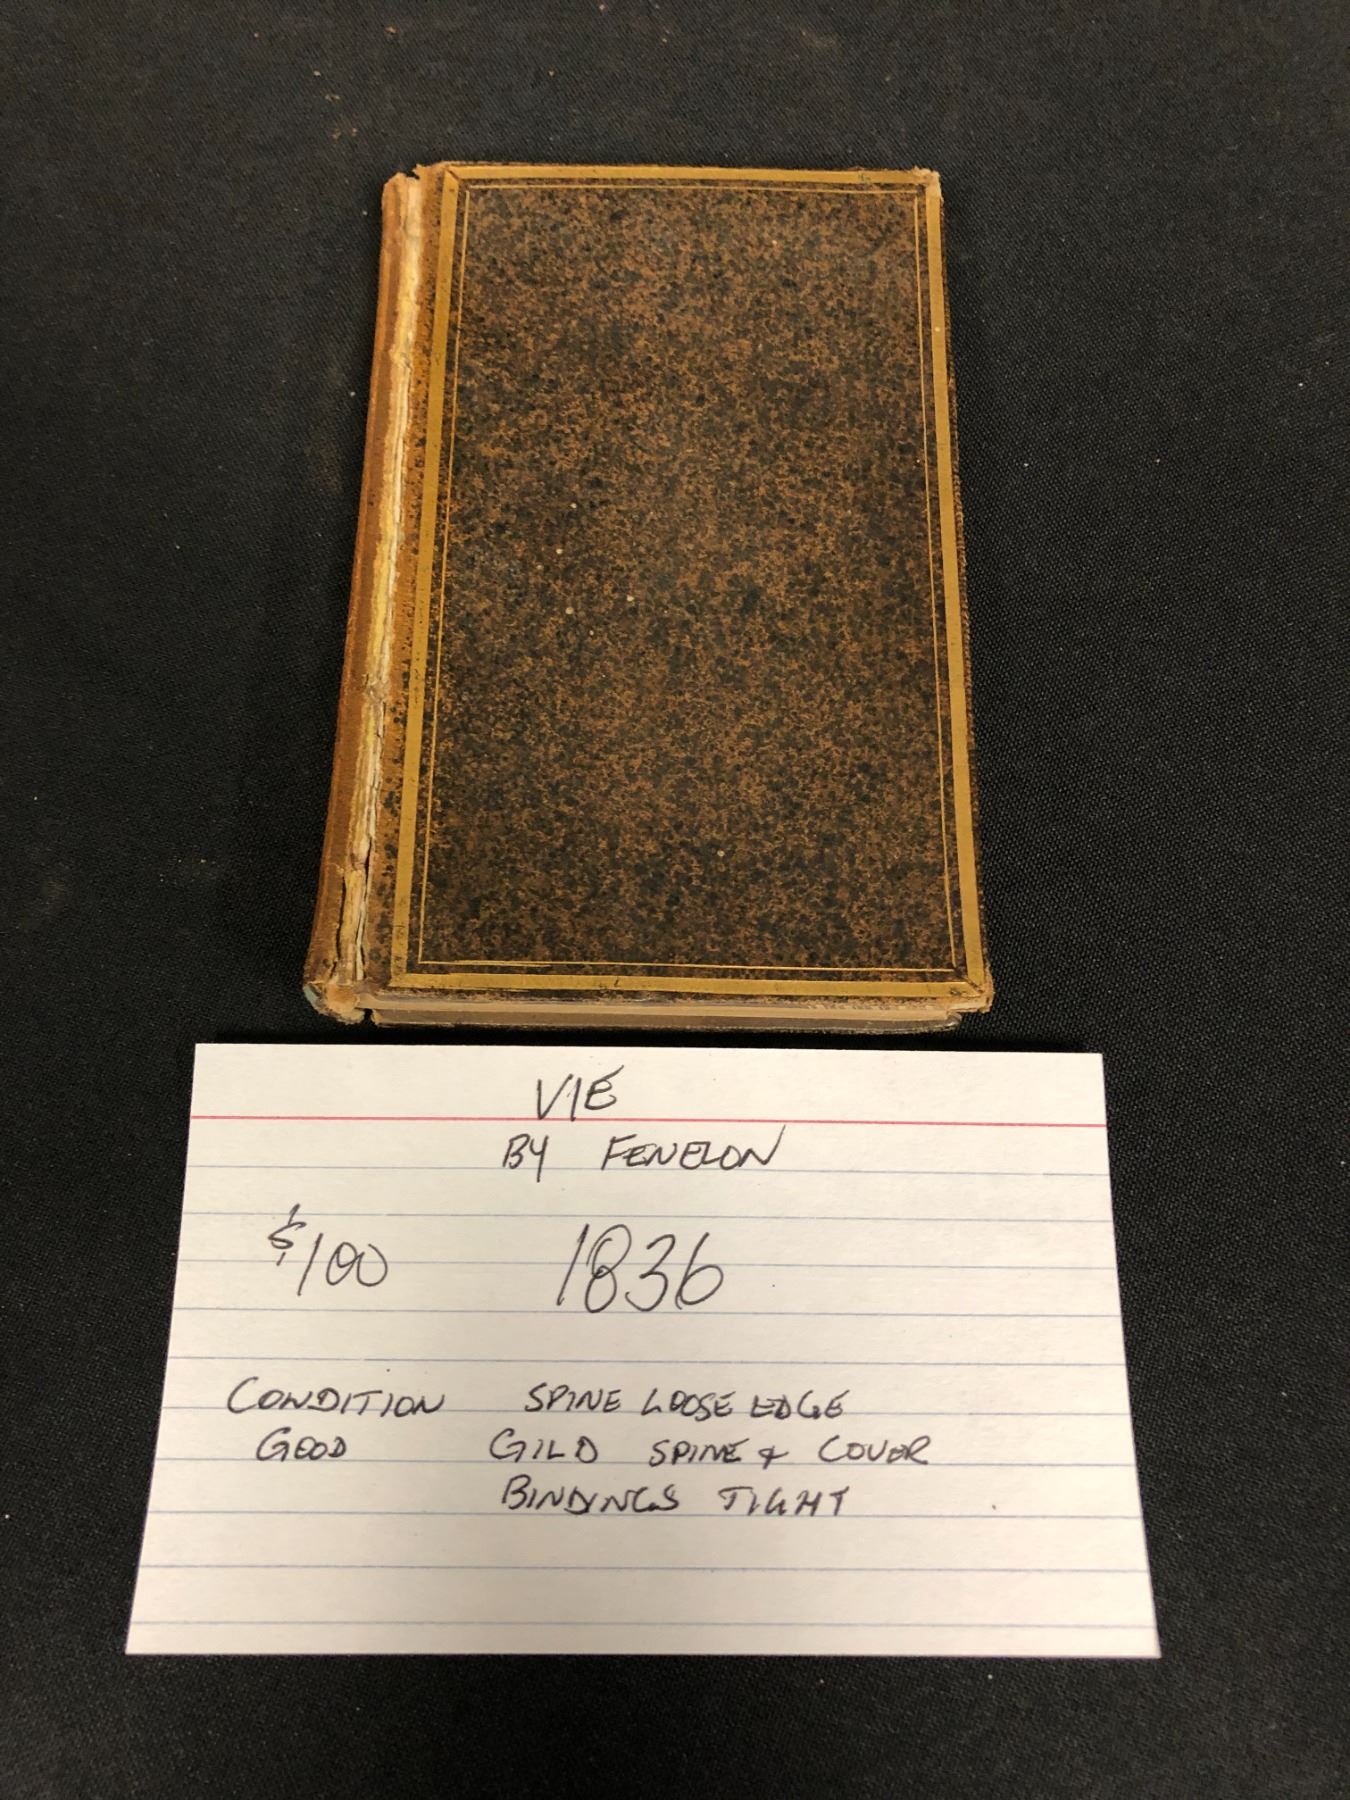 VIE
BY FENELON
$100 1836
CONDITION SPINE LOOSE EDGE
GOOD GILD SPINE & COVER
BINDINGS TIGHT